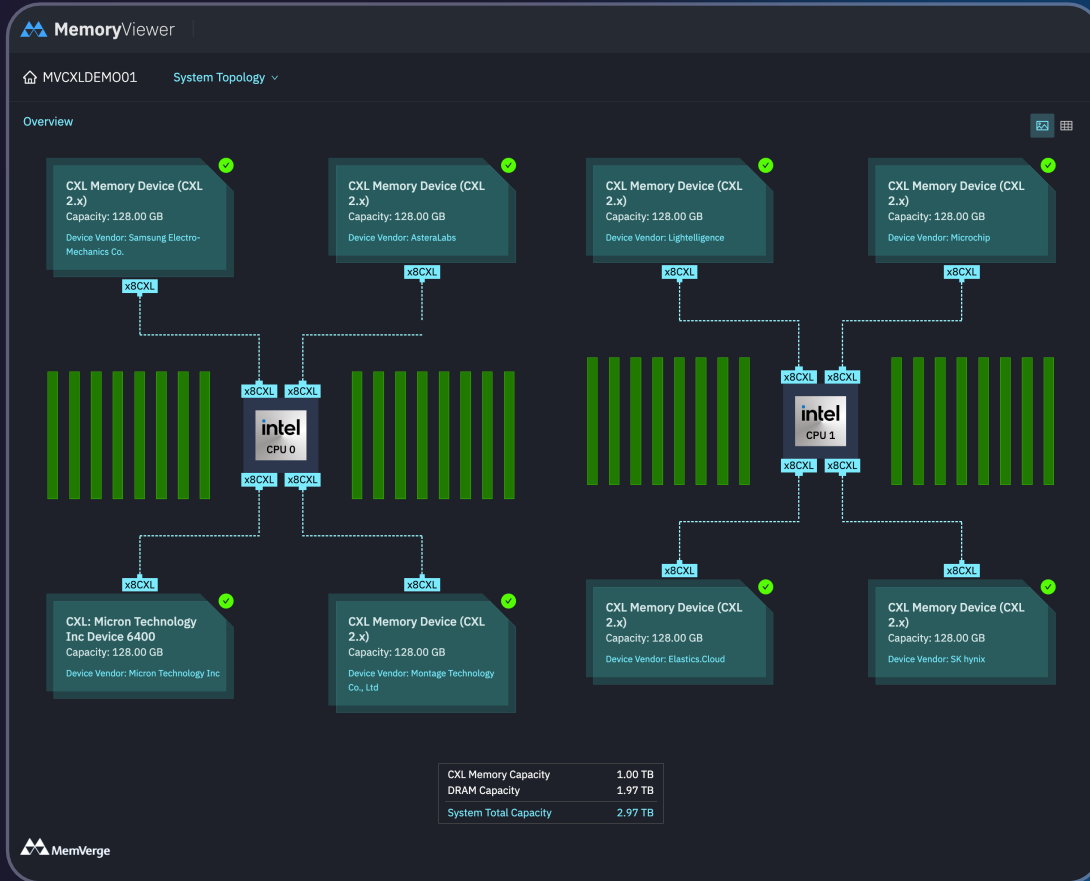 MemoryViewer
MVCXLDEMO01 System Topology
Overview
CXL Memory Device (CXL
2.x)
Capacity: 128.00 GB
Device Vendor: Samsung Electro-
Mechanics Co.
x8CXL
CXL Memory Device (CXL
2.x)
Capacity: 128.00 GB
Device Vendor: AsteraLabs
x8CXL
CXL Memory Device (CXL
2.x)
Capacity: 128.00 GB
Device Vendor: Lightelligence
x8CXL
CXL Memory Device (CXL
2.x)
Capacity: 128.00 GB
Device Vendor: Microchip
x8CXL
x8CXL x8CXL
intel
CPU 0
x8CXL x8CXL
x8CXL x8CXL
intel
CPU 1
x8CXL x8CXL
x8CXL
CXL: Micron Technology
Inc Device 6400
Capacity: 128.00 GB
Device Vendor: Micron Technology Inc
x8CXL
CXL Memory Device (CXL
2.x)
Capacity: 128.00 GB
Device Vendor: Montage Technology
Co., Ltd
x8CXL
CXL Memory Device (CXL
2.x)
Capacity: 128.00 GB
Device Vendor: Elastics.Cloud
x8CXL
CXL Memory Device (CXL
2.x)
Capacity: 128.00 GB
Device Vendor: SK hynix
CXL Memory Capacity 1.00 TB
DRAM Capacity 1.97 TB
System Total Capacity 2.97 TB
MemVerge